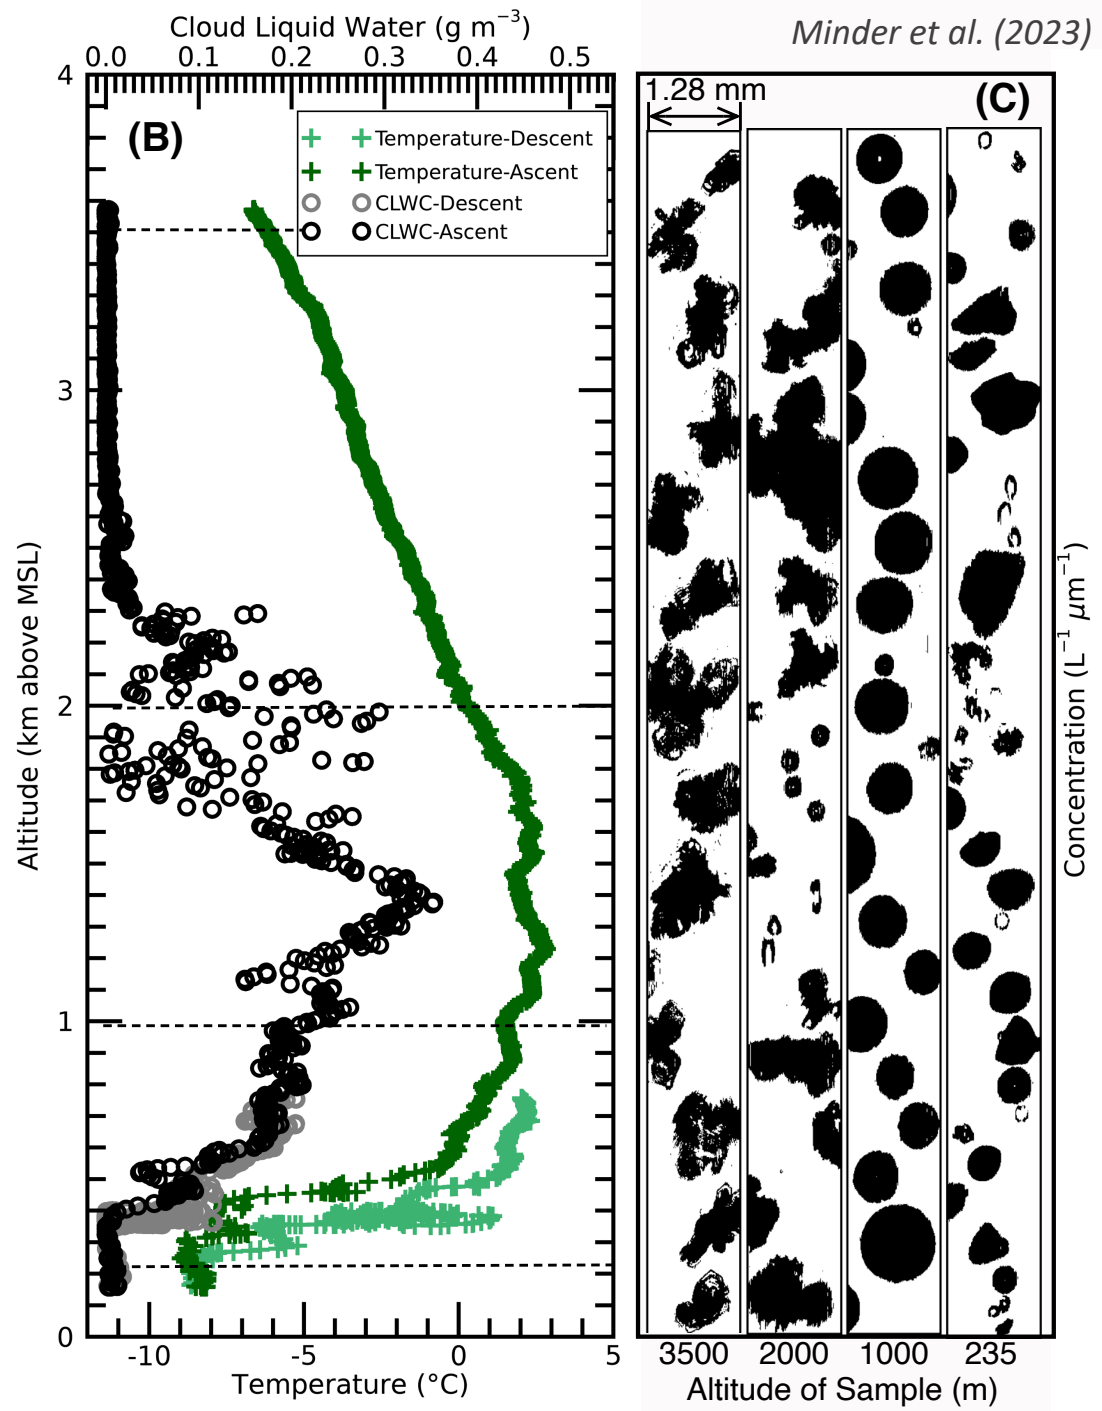 Cloud Liquid Water (g m⁻³)
0.0 0.1 0.2 0.3 0.4 0.5
Minder et al. (2023)
(B)
Temperature-Descent
Temperature-Ascent
CLWC-Descent
CLWC-Ascent
4
3
2
1
0
Altitude (km above MSL)
-10 -5 0 5
Temperature (°C)
1.28 mm
(C)
3500 2000 1000 235
Altitude of Sample (m)
Concentration (L⁻¹ μm⁻¹)